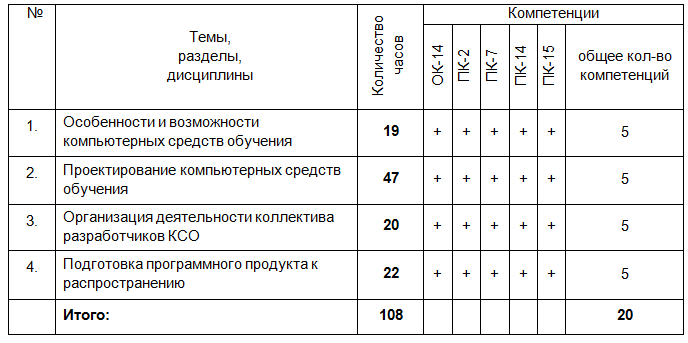 №
Темы,
разделы,
дисциплины
Количество
часов
Компетенции
ОК-14
ПК-2
ПК-7
ПК-14
ПК-15
общее кол-во
компетенций
1.
Особенности и возможности
компьютерных средств обучения
19 + + + + + 5
2.
Проектирование компьютерных средств
обучения
47 + + + + + 5
3.
Организация деятельности коллектива
разработчиков КСО
20 + + + + + 5
4.
Подготовка программного продукта к
распространению
22 + + + + + 5
Итого: 108 20